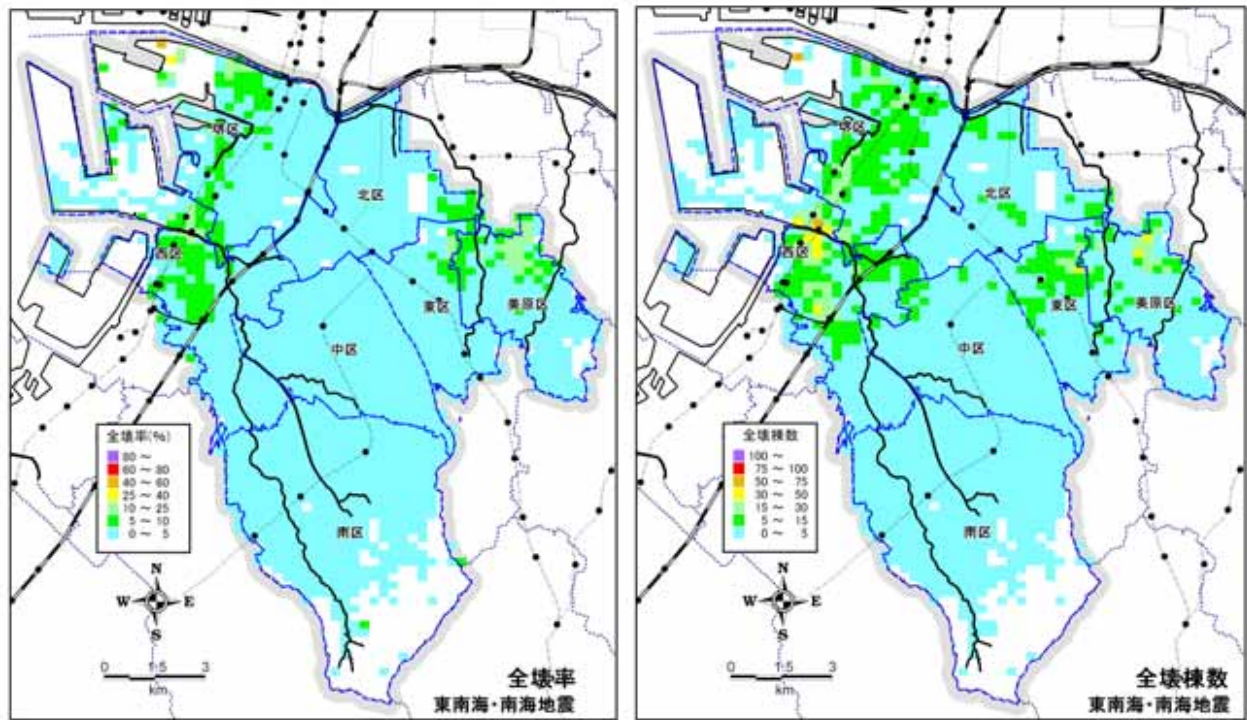 堺区
北区
西区
東区
美原区
中区
全壊率(%)
80 ～
60 ～ 80
40 ～ 60
25 ～ 40
10 ～ 25
5 ～ 10
0 ～ 5
南区
N
W E
S
0 1.5 3
km
全壊率
東南海・南海地震
堺区
北区
西区
東区
美原区
中区
全壊棟数
100 ～
75 ～ 100
50 ～ 75
30 ～ 50
15 ～ 30
5 ～ 15
0 ～ 5
南区
N
W E
S
0 1.5 3
km
全壊棟数
東南海・南海地震